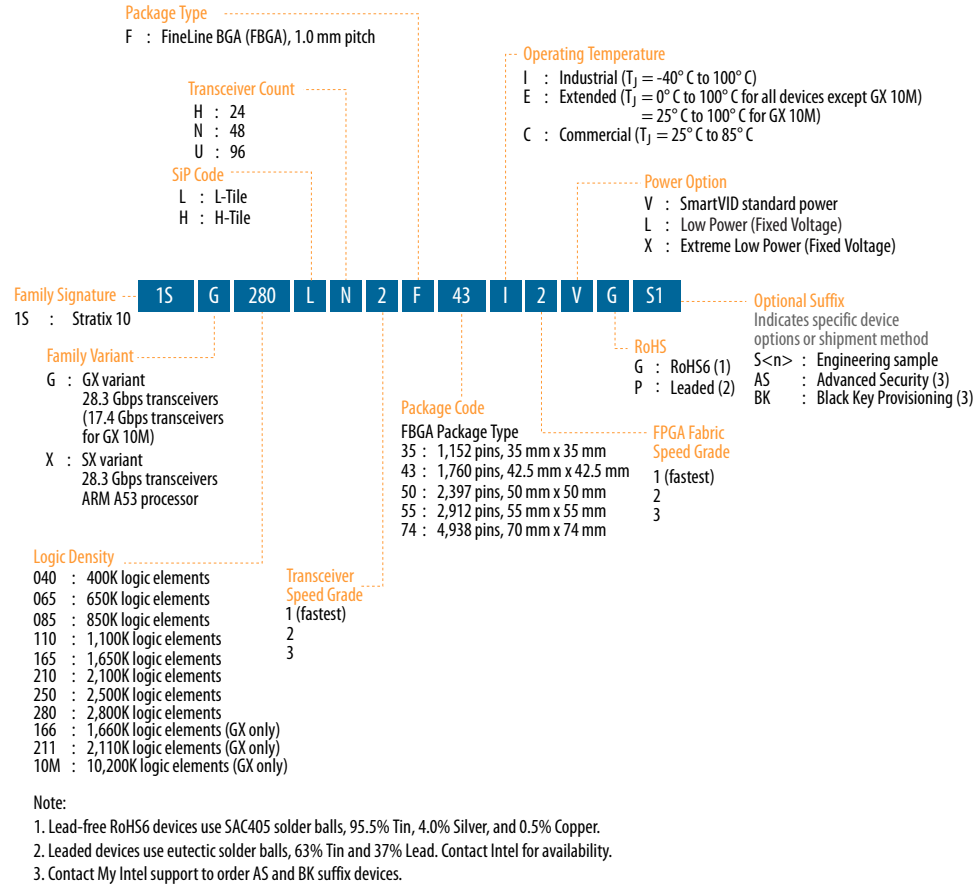 Package Type
F : FineLine BGA (FBGA), 1.0 mm pitch
Operating Temperature
I : Industrial (TJ = -40° C to 100° C)
E : Extended (TJ = 0° C to 100° C for all devices except GX 10M)
= 25° C to 100° C for GX 10M)
C : Commercial (TJ = 25° C to 85° C
Transceiver Count
H : 24
N : 48
U : 96
SiP Code
L : L-Tile
H : H-Tile
Power Option
V : SmartVID standard power
L : Low Power (Fixed Voltage)
X : Extreme Low Power (Fixed Voltage)
1S G 280 L N 2 F 43 I 2 V G S1
Family Signature
1S : Stratix 10
Family Variant
G : GX variant
28.3 Gbps transceivers
(17.4 Gbps transceivers
for GX 10M)
X : SX variant
28.3 Gbps transceivers
ARM A53 processor
Optional Suffix
Indicates specific device
options or shipment method
S<n> : Engineering sample
AS : Advanced Security (3)
BK : Black Key Provisioning (3)
RoHS
G : RoHS6 (1)
P : Leaded (2)
Package Code
FBGA Package Type
35 : 1,152 pins, 35 mm x 35 mm
43 : 1,760 pins, 42.5 mm x 42.5 mm
50 : 2,397 pins, 50 mm x 50 mm
55 : 2,912 pins, 55 mm x 55 mm
74 : 4,938 pins, 70 mm x 74 mm
FPGA Fabric
Speed Grade
1 (fastest)
2
3
Logic Density
040 : 400K logic elements
065 : 650K logic elements
085 : 850K logic elements
110 : 1,100K logic elements
165 : 1,650K logic elements
210 : 2,100K logic elements
250 : 2,500K logic elements
280 : 2,800K logic elements
166 : 1,660K logic elements (GX only)
211 : 2,110K logic elements (GX only)
10M : 10,200K logic elements (GX only)
Transceiver
Speed Grade
1 (fastest)
2
3
Note:
1. Lead-free RoHS6 devices use SAC405 solder balls, 95.5% Tin, 4.0% Silver, and 0.5% Copper.
2. Leaded devices use eutectic solder balls, 63% Tin and 37% Lead. Contact Intel for availability.
3. Contact My Intel support to order AS and BK suffix devices.